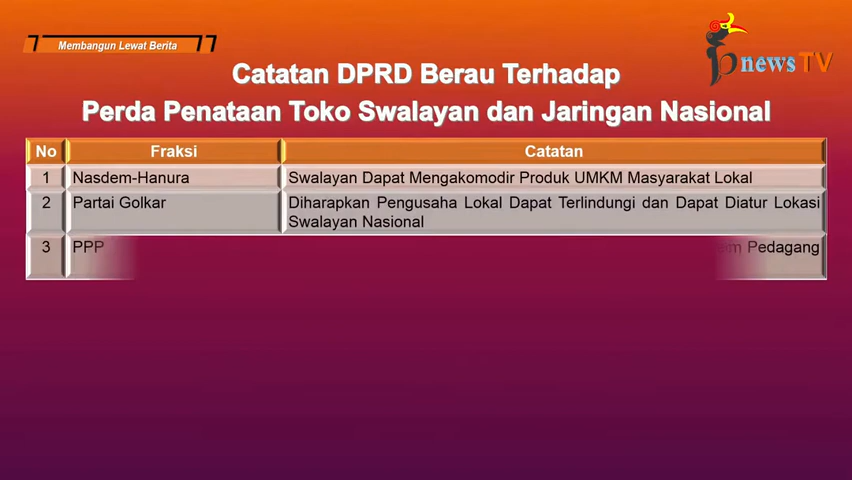 Membangun Lewat Berita
pnewsTV
Catatan DPRD Berau Terhadap
Perda Penataan Toko Swalayan dan Jaringan Nasional
No Fraksi Catatan
1 Nasdem-Hanura Swalayan Dapat Mengakomodir Produk UMKM Masyarakat Lokal
2 Partai Golkar Diharapkan Pengusaha Lokal Dapat Terlindungi dan Dapat Diatur Lokasi
Swalayan Nasional
3 PPP Pedagang